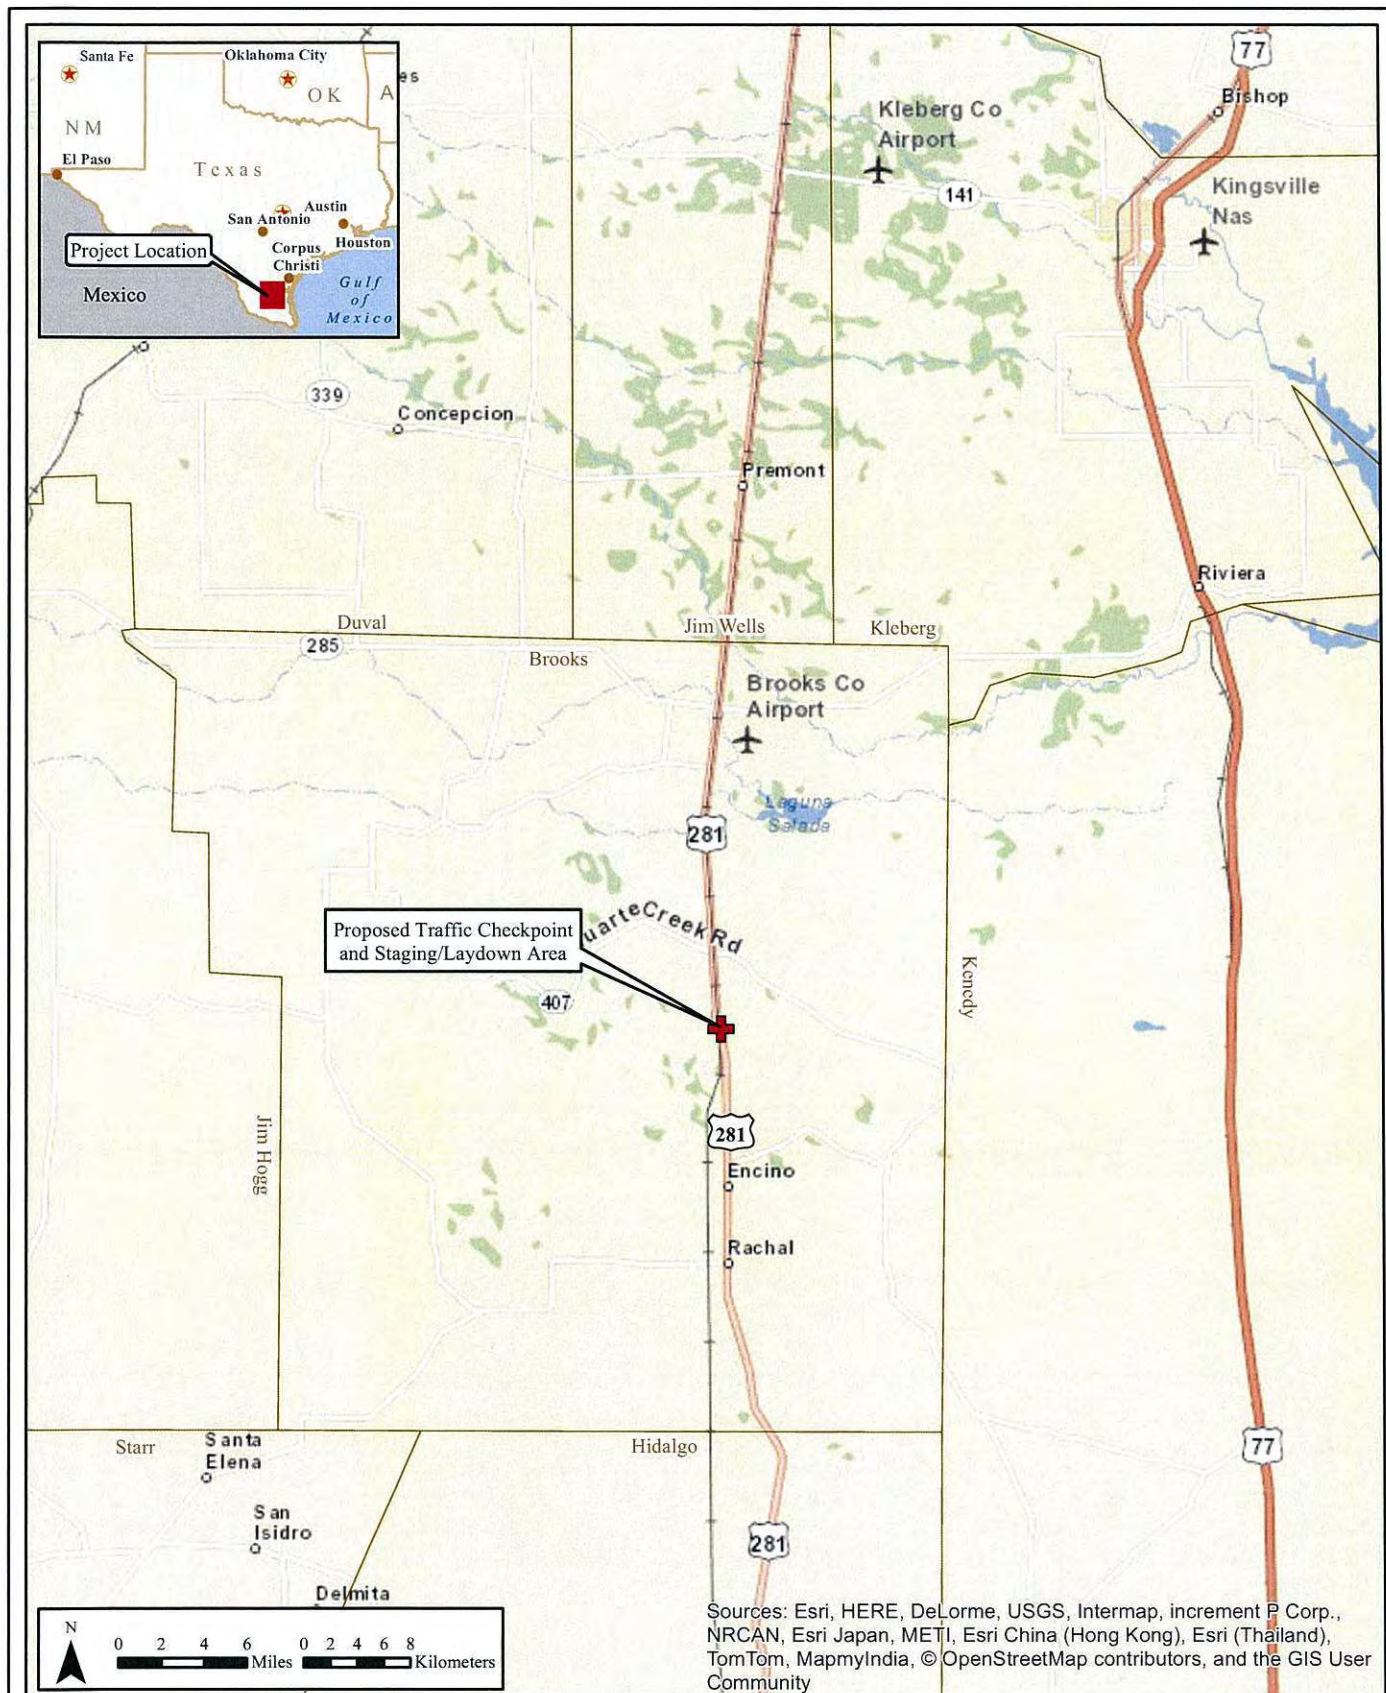 Santa Fe
Oklahoma City
O K
A
N M
El Paso
T e x a s
Austin
San Antonio
Houston
Corpus
Christi
Project Location
Mexico
Gulf
of
Mexico
es
77
Bishop
Kleberg Co
Airport
141
Kingsville
Nas
339
Concepcion
Premont
Riviera
Duval
Jim Wells
Kleberg
285
Brooks
Brooks Co
Airport
Laguna
Salada
281
Proposed Traffic Checkpoint
and Staging/Laydown Area
uarteCreekRd
407
Kenedy
Jim Hogg
281
Encino
Rachal
Starr
Santa
Elena
Hidalgo
77
San
Isidro
281
Delmita
N
0 2 4 6
Miles
0 2 4 6 8
Kilometers
Sources: Esri, HERE, DeLorme, USGS, Intermap, increment P Corp.,
NRCAN, Esri Japan, METI, Esri China (Hong Kong), Esri (Thailand),
TomTom, MapmyIndia, © OpenStreetMap contributors, and the GIS User
Community